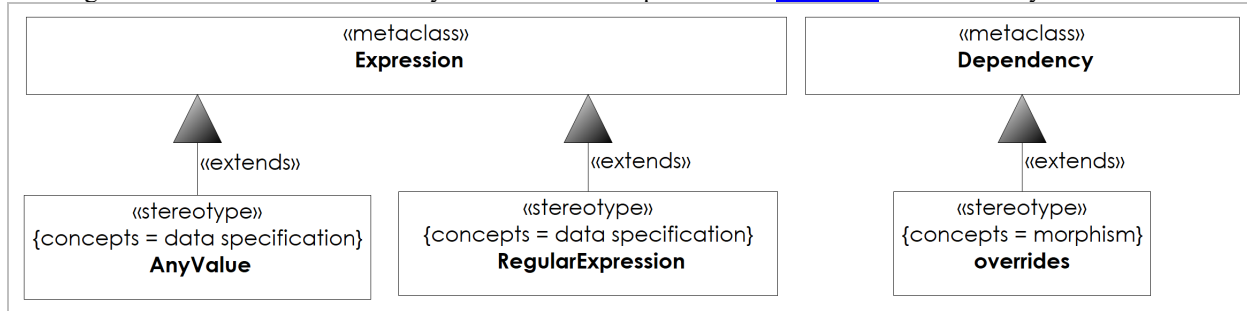 «metaclass»
Expression
«metaclass»
Dependency
«extends»
«extends»
«extends»
«stereotype»
{concepts = data specification}
AnyValue
«stereotype»
{concepts = data specification}
RegularExpression
«stereotype»
{concepts = morphism}
overrides